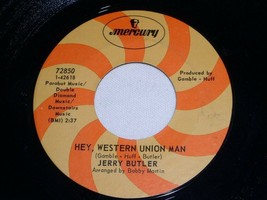 mercury
72850
1-42618
Parabut Music/
Double
Diamond Music/
Downstairs
Music
(BMI) 2:37
Produced by
Gamble - Huff
HEY, WESTERN UNION MAN
(Gamble - Huff - Butler)
JERRY BUTLER
Arranged by Bobby Martin